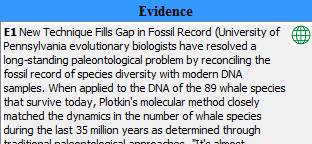 Evidence
E1 New Technique Fills Gap in Fossil Record (University of
Pennsylvania evolutionary biologists have resolved a
long-standing paleontological problem by reconciling the
fossil record of species diversity with modern DNA
samples. When applied to the DNA of the 89 whale species
that survive today, Plotkin's molecular method closely
matched the dynamics in the number of whale species
during the last 35 million years as determined through
traditional paleontological approaches. "It's almost